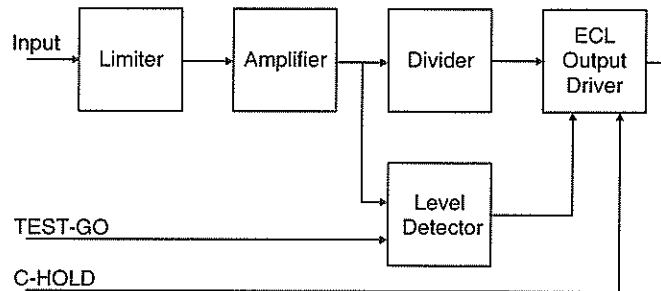 Input
Limiter
Amplifier
Divider
ECL
Output
Driver
Level
Detector
TEST-GO
C-HOLD